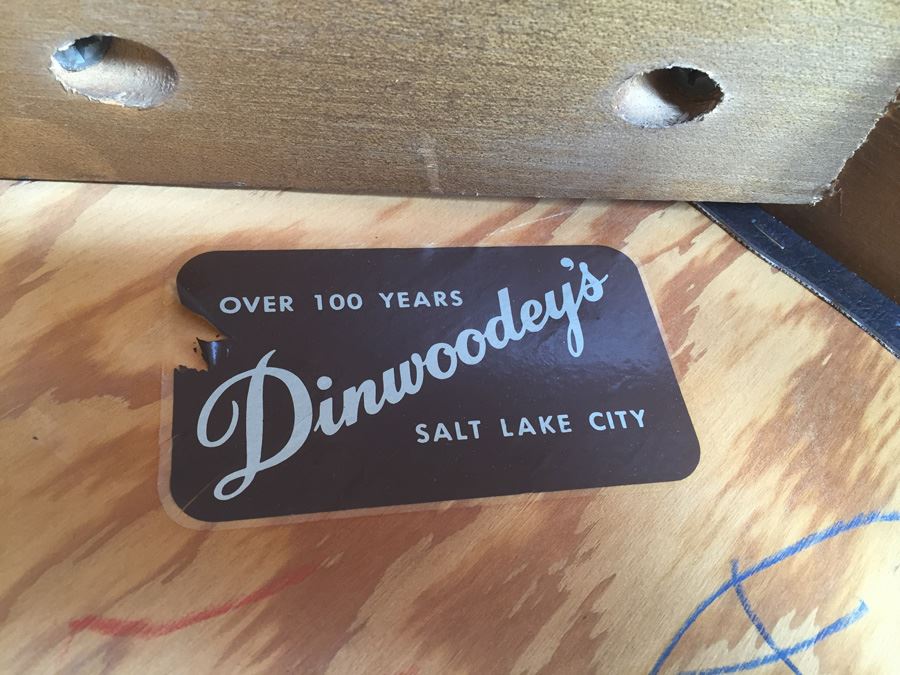 OVER 100 YEARS
Dinwoodey's
SALT LAKE CITY